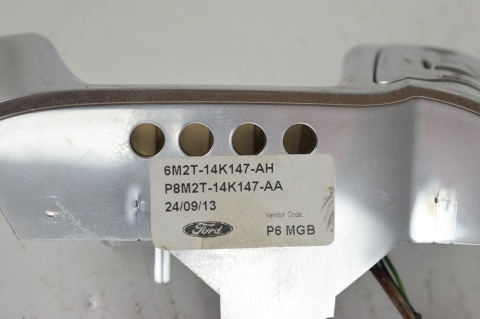 6M2T-14K147-AH
P8M2T-14K147-AA
24/09/13
Vendor Code:
Ford P6 MGB